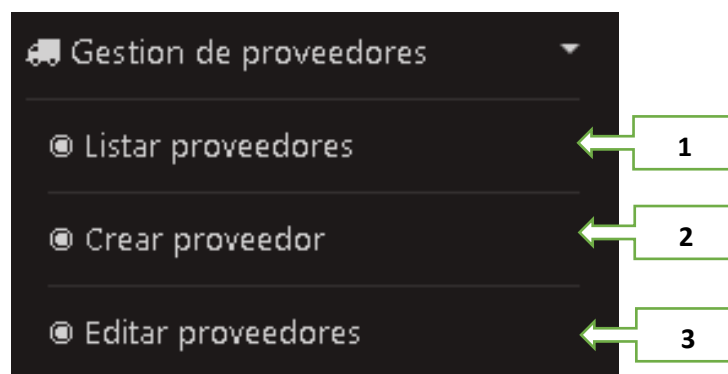 Gestion de proveedores
Listar proveedores
1
Crear proveedor
2
Editar proveedores
3